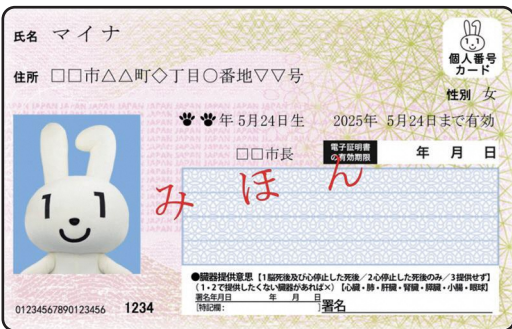 氏名 マイナ
個人番号
カード
住所 □□市△△町◇丁目○番地▽▽号
性別 女
年 5月24日生 2025年 5月24日まで有効
□□市長 電子証明書
の有効期限 年 月 日
みほん
●臓器提供意思【1脳死後及び心停止した死後/2心停止した死後のみ/3提供せず】
(1・2で提供したくない臓器があれば×)【心臓・肺・肝臓・腎臓・膵臓・小腸・眼球】
署名年月日 年 月 日
[特記欄: ]署名
01234567890123456 1234